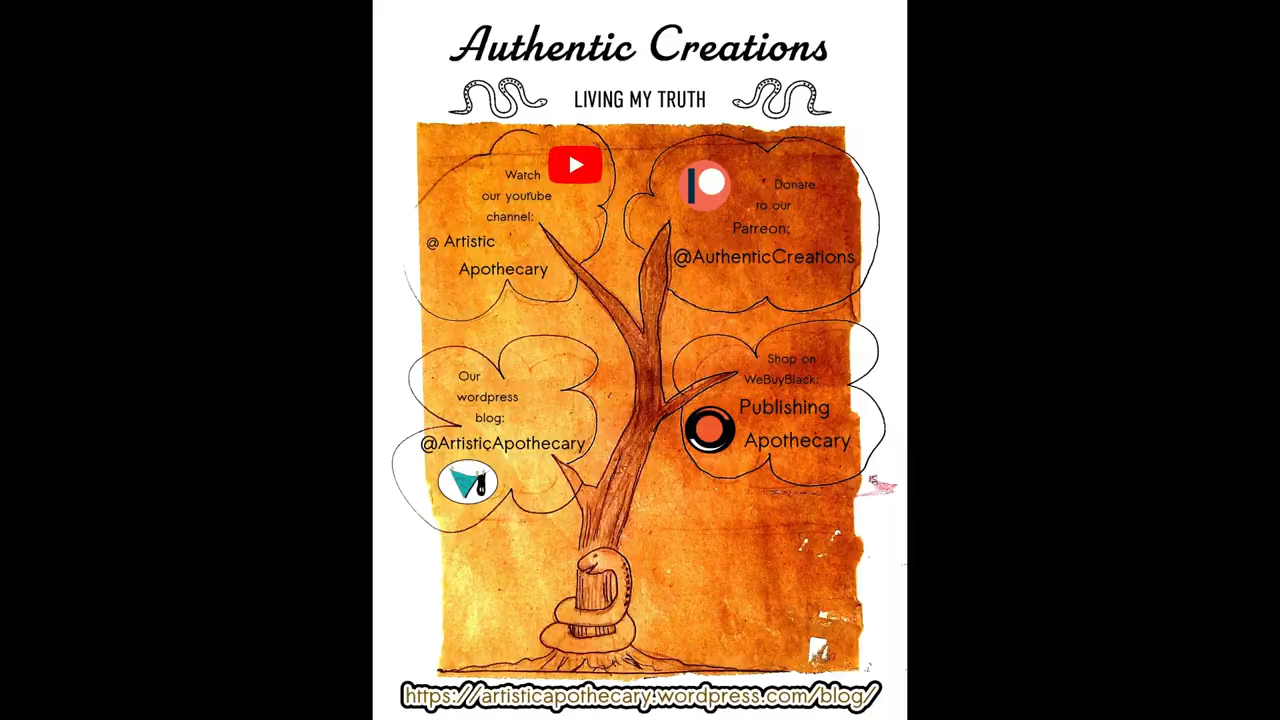 Authentic Creations
LIVING MY TRUTH
Watch
our youtube
channel:
@ Artistic
Apothecary
Donate
to our
Patreon:
@AuthenticCreations
Our
wordpress
blog:
@ArtisticApothecary
Shop on
WeBuyBlack:
Publishing
Apothecary
https://artisticapothecary.wordpress.com/blog/